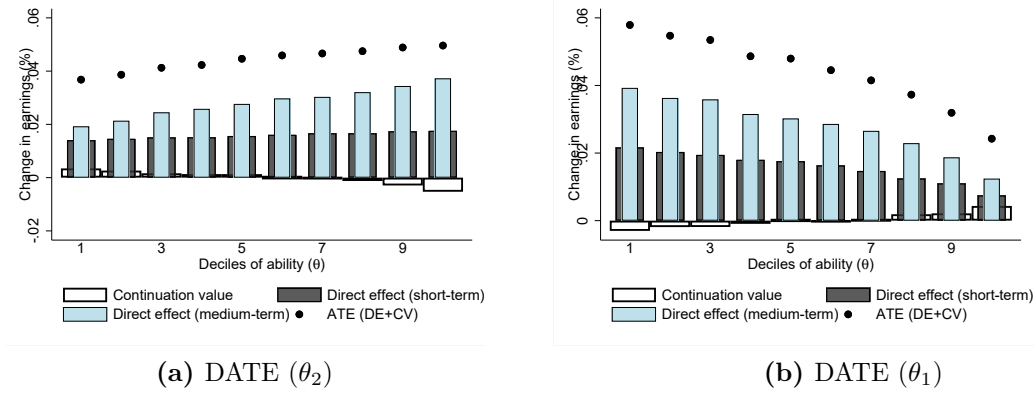 .06
.04
.02
0
-.02
Change in earnings (%)
1 3 5 7 9
Deciles of ability (θ)
Continuation value Direct effect (short-term)
Direct effect (medium-term) ATE (DE+CV)
(a) DATE (θ2)
.06
.04
.02
0
Change in earnings (%)
1 3 5 7 9
Deciles of ability (θ)
Continuation value Direct effect (short-term)
Direct effect (medium-term) ATE (DE+CV)
(b) DATE (θ1)